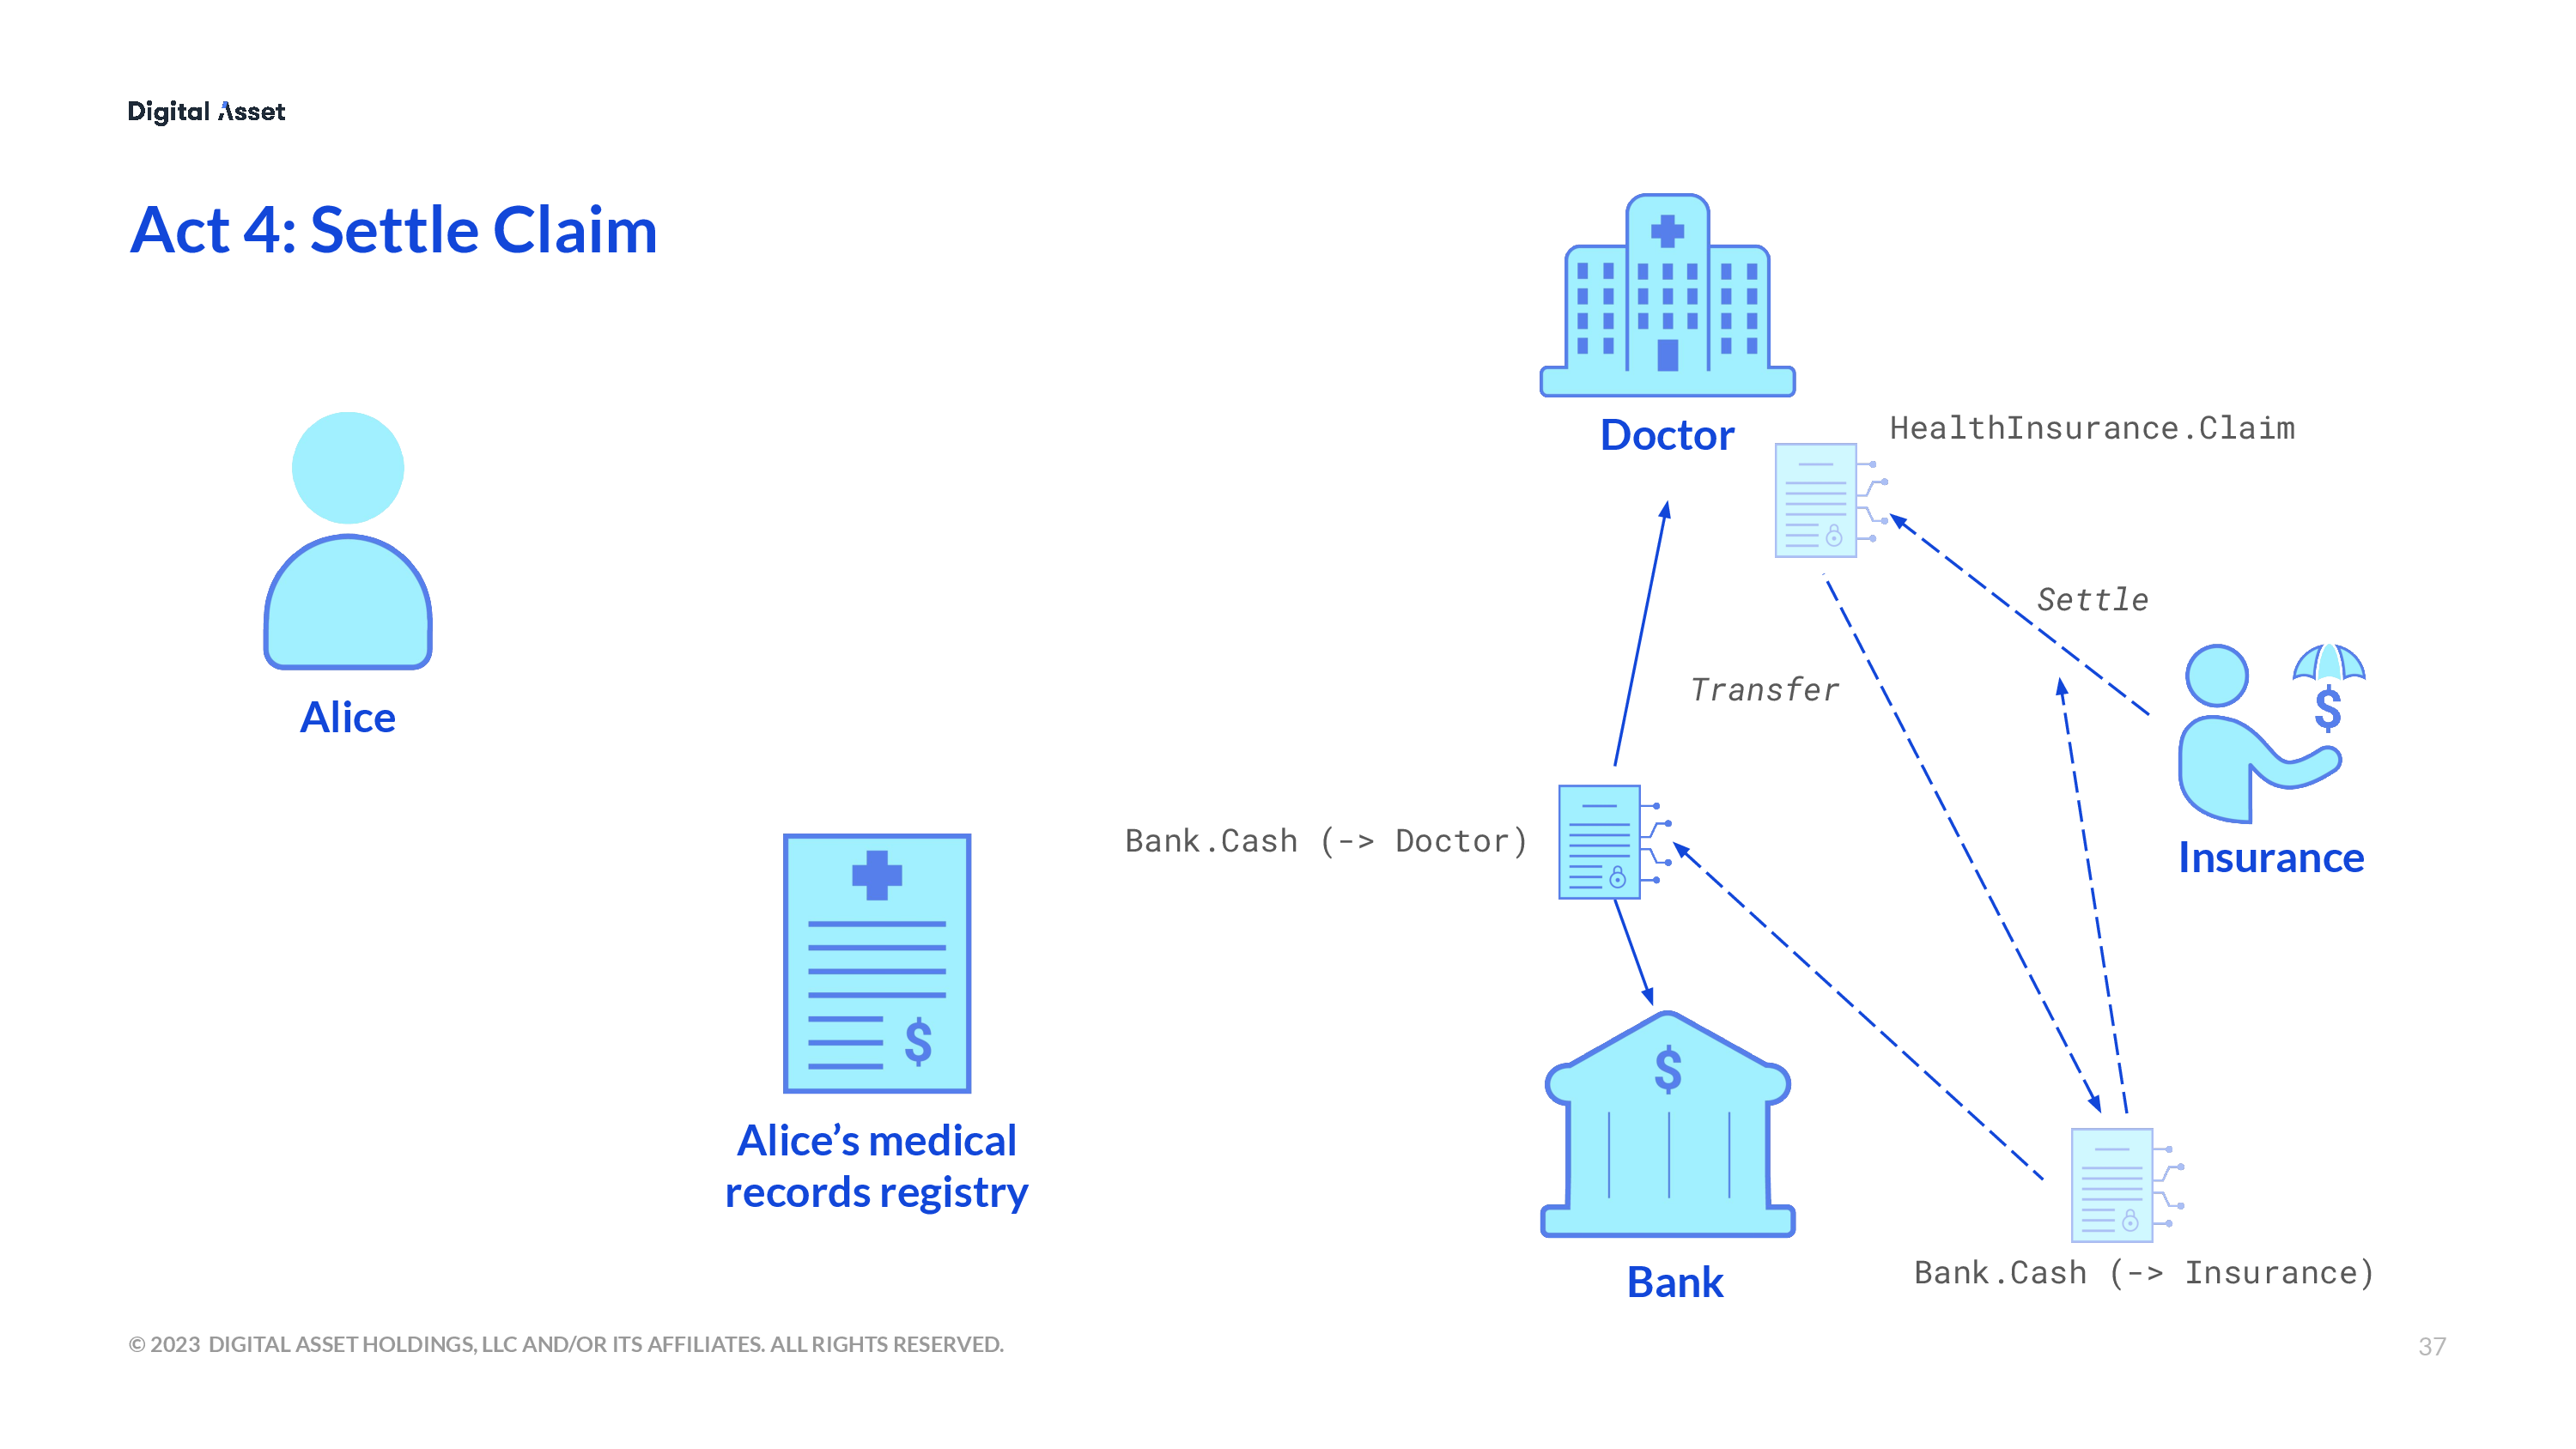 Digital Asset
Act 4: Settle Claim
Doctor
HealthInsurance.Claim
Settle
Transfer
Alice
Bank.Cash (-> Doctor)
Insurance
$
$
$
Alice’s medical
records registry
Bank
Bank.Cash (-> Insurance)
© 2023 DIGITAL ASSET HOLDINGS, LLC AND/OR ITS AFFILIATES. ALL RIGHTS RESERVED.
37